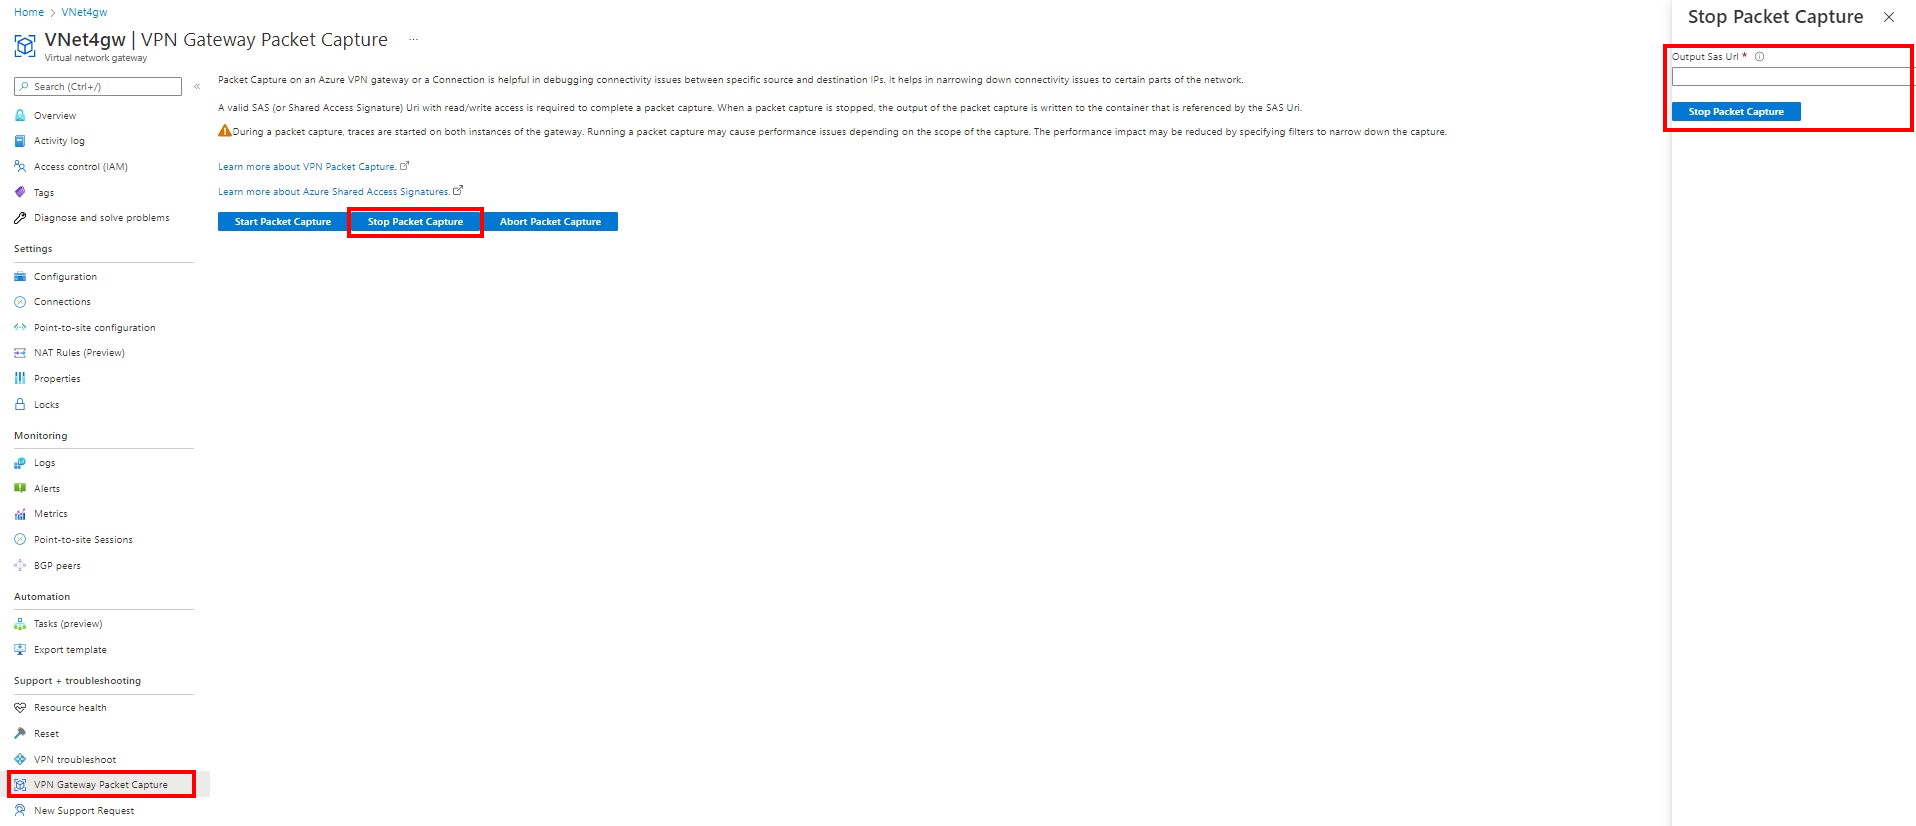 Home > VNet4gw
VNet4gw | VPN Gateway Packet Capture ...
Virtual network gateway
Search (Ctrl+/) «
Overview
Activity log
Access control (IAM)
Tags
Diagnose and solve problems
Settings
Configuration
Connections
Point-to-site configuration
NAT Rules (Preview)
Properties
Locks
Monitoring
Logs
Alerts
Metrics
Point-to-site Sessions
BGP peers
Automation
Tasks (preview)
Export template
Support + troubleshooting
Resource health
Reset
VPN troubleshoot
VPN Gateway Packet Capture
New Support Request
Packet Capture on an Azure VPN gateway or a Connection is helpful in debugging connectivity issues between specific source and destination IPs. It helps in narrowing down connectivity issues to certain parts of the network.
A valid SAS (or Shared Access Signature) Uri with read/write access is required to complete a packet capture. When a packet capture is stopped, the output of the packet capture is written to the container that is referenced by the SAS Uri.
During a packet capture, traces are started on both instances of the gateway. Running a packet capture may cause performance issues depending on the scope of the capture. The performance impact may be reduced by specifying filters to narrow down the capture.
Learn more about VPN Packet Capture.
Learn more about Azure Shared Access Signatures.
Start Packet Capture Stop Packet Capture Abort Packet Capture
Stop Packet Capture
Output Sas Url *
Stop Packet Capture